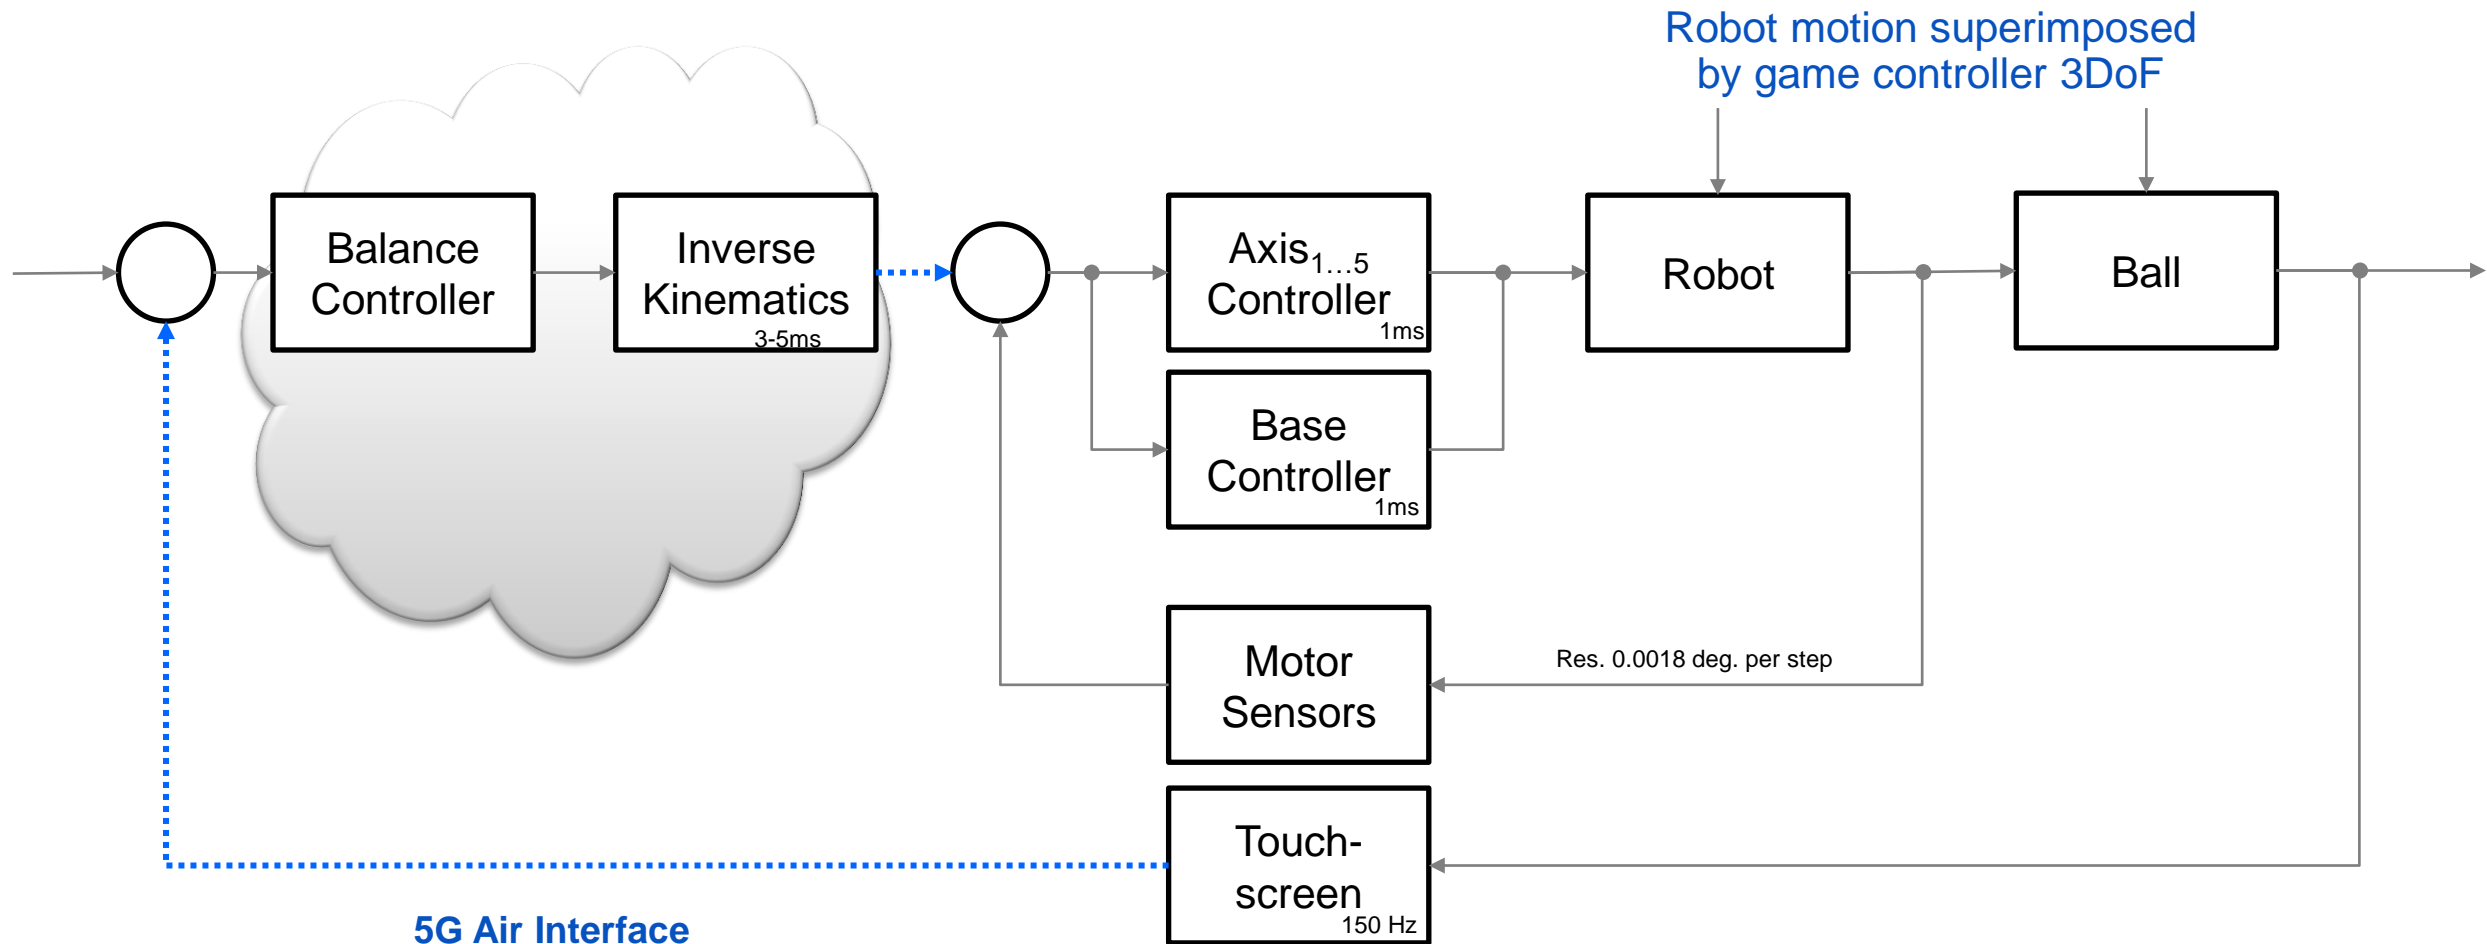 Robot motion superimposed
by game controller 3DoF
Balance
Controller
Inverse
Kinematics
3-5ms
Axis1…5
Controller
1ms
Robot
Ball
Base
Controller
1ms
Motor
Sensors
Res. 0.0018 deg. per step
Touch-
screen
150 Hz
5G Air Interface